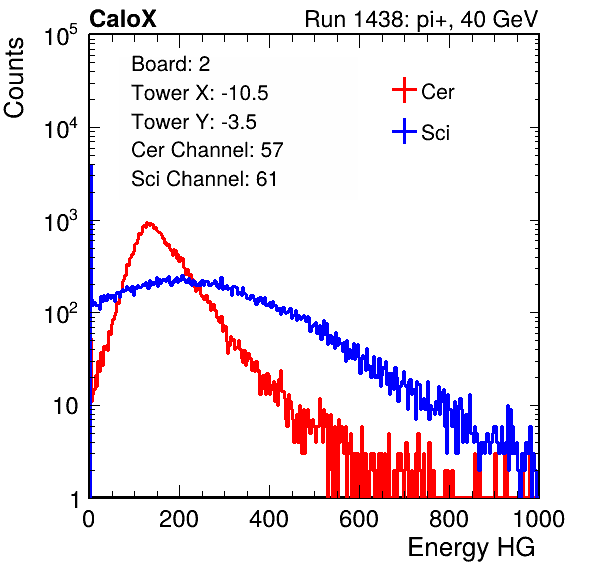 CaloX Run 1438: pi+, 40 GeV
Counts
10^5
10^4
10^3
10^2
10
1
Board: 2
Tower X: -10.5
Tower Y: -3.5
Cer Channel: 57
Sci Channel: 61
Cer
Sci
0 200 400 600 800 1000
Energy HG